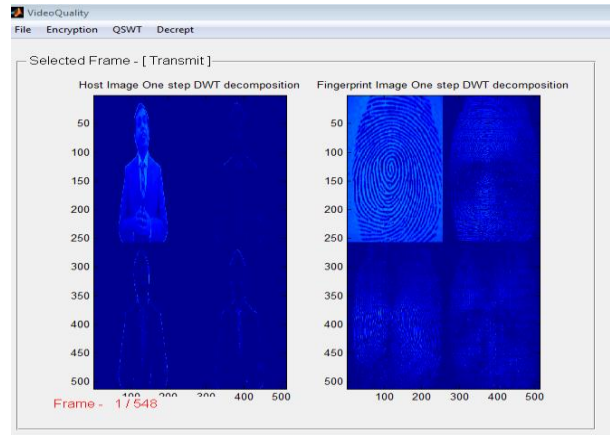 VideoQuality
File Encryption QSWT Decrept
Selected Frame - [ Transmit ]
Host Image One step DWT decomposition
Fingerprint Image One step DWT decomposition
50
100
150
200
250
300
350
400
450
500
100 200 300 400 500
50
100
150
200
250
300
350
400
450
500
100 200 300 400 500
Frame - 1 / 548